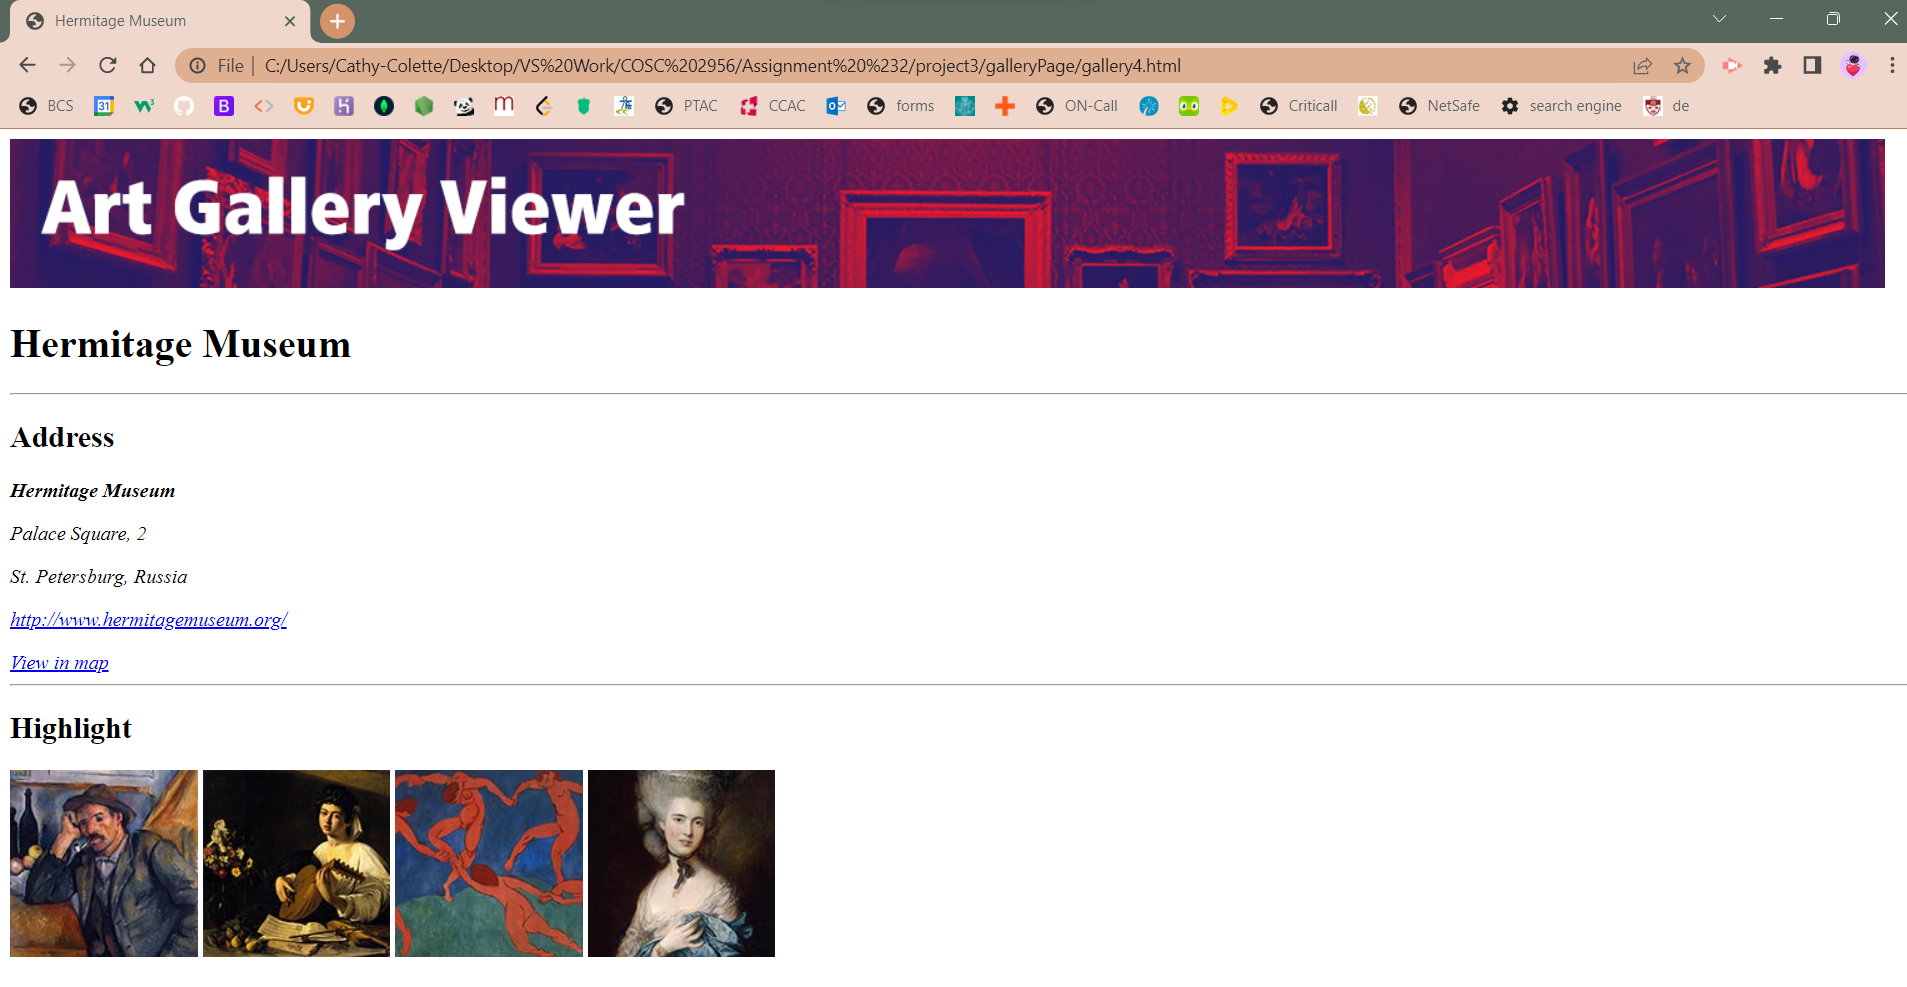 Hermitage Museum
File | C:/Users/Cathy-Colette/Desktop/VS%20Work/COSC%202956/Assignment%20%232/project3/galleryPage/gallery4.html
BCS 31 W3 B PTAC CCAC forms ON-Call Criticall NetSafe search engine de
Art Gallery Viewer
Hermitage Museum
Address
Hermitage Museum
Palace Square, 2
St. Petersburg, Russia
http://www.hermitagemuseum.org/
View in map
Highlight